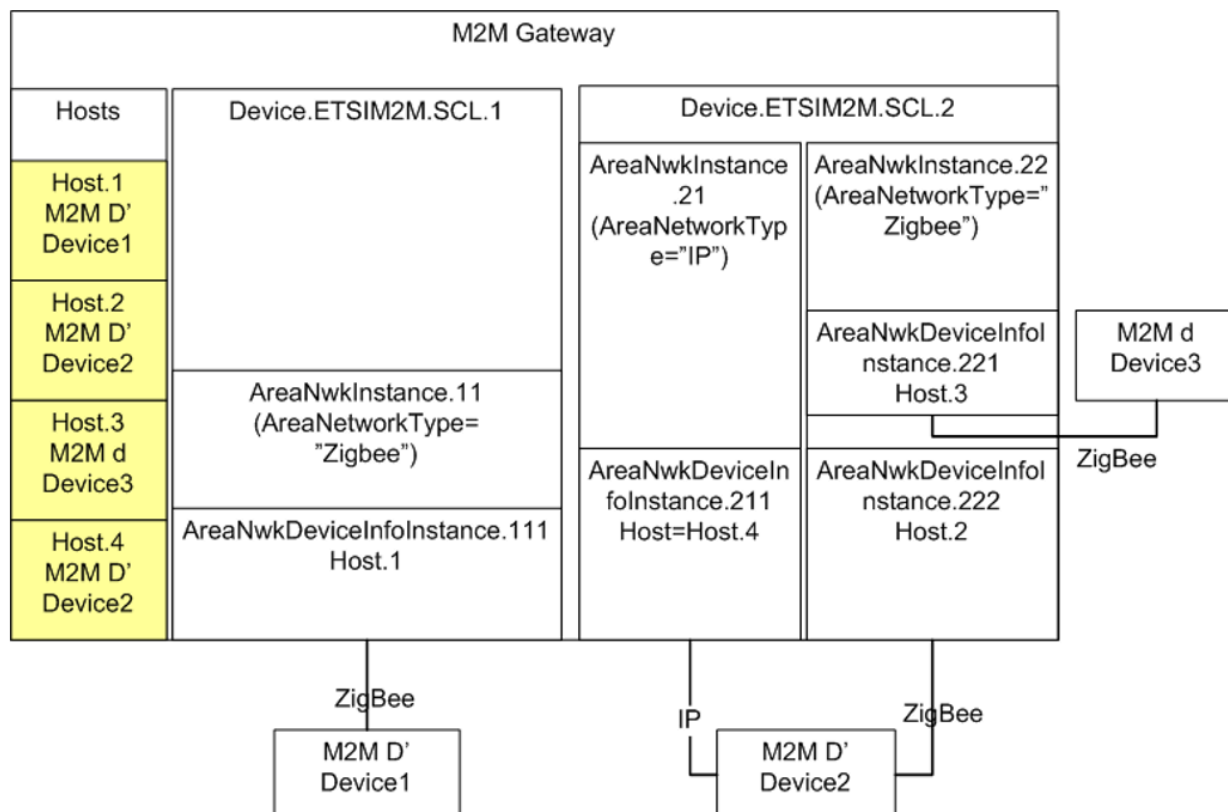 M2M Gateway
Hosts
Host.1
M2M D’
Device1
Host.2
M2M D’
Device2
Host.3
M2M d
Device3
Host.4
M2M D’
Device2
Device.ETSIM2M.SCL.1
AreaNwkInstance.11
(AreaNetworkType=
”Zigbee”)
AreaNwkDeviceInfoInstance.111
Host.1
Device.ETSIM2M.SCL.2
AreaNwkInstance
.21
(AreaNetworkTyp
e=”IP”)
AreaNwkDeviceIn
foInstance.211
Host=Host.4
AreaNwkInstance.22
(AreaNetworkType=”
Zigbee”)
AreaNwkDeviceInfoI
nstance.221
Host.3
AreaNwkDeviceInfoI
nstance.222
Host.2
M2M d
Device3
ZigBee
ZigBee
M2M D’
Device1
IP
ZigBee
M2M D’
Device2